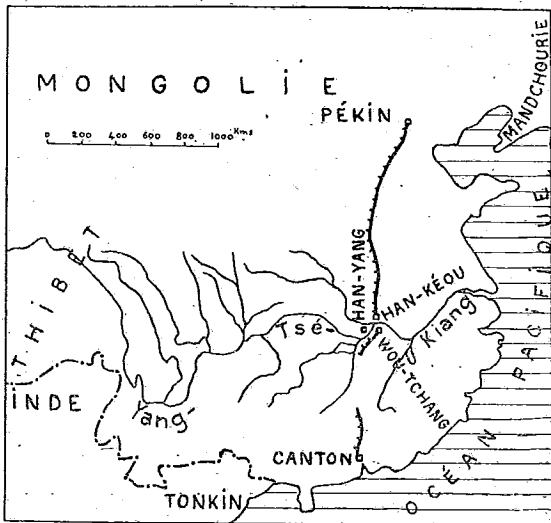 MONGOLIE
0 200 400 600 800 1000 Kms
PÉKIN
MANDCHOURIE
THIBET
HAN-YANG
HAN-KÉOU
Yang-Tsé-Kiang
WOU-TCHANG
INDE
CANTON
TONKIN
OCÉAN PACIFIQUE